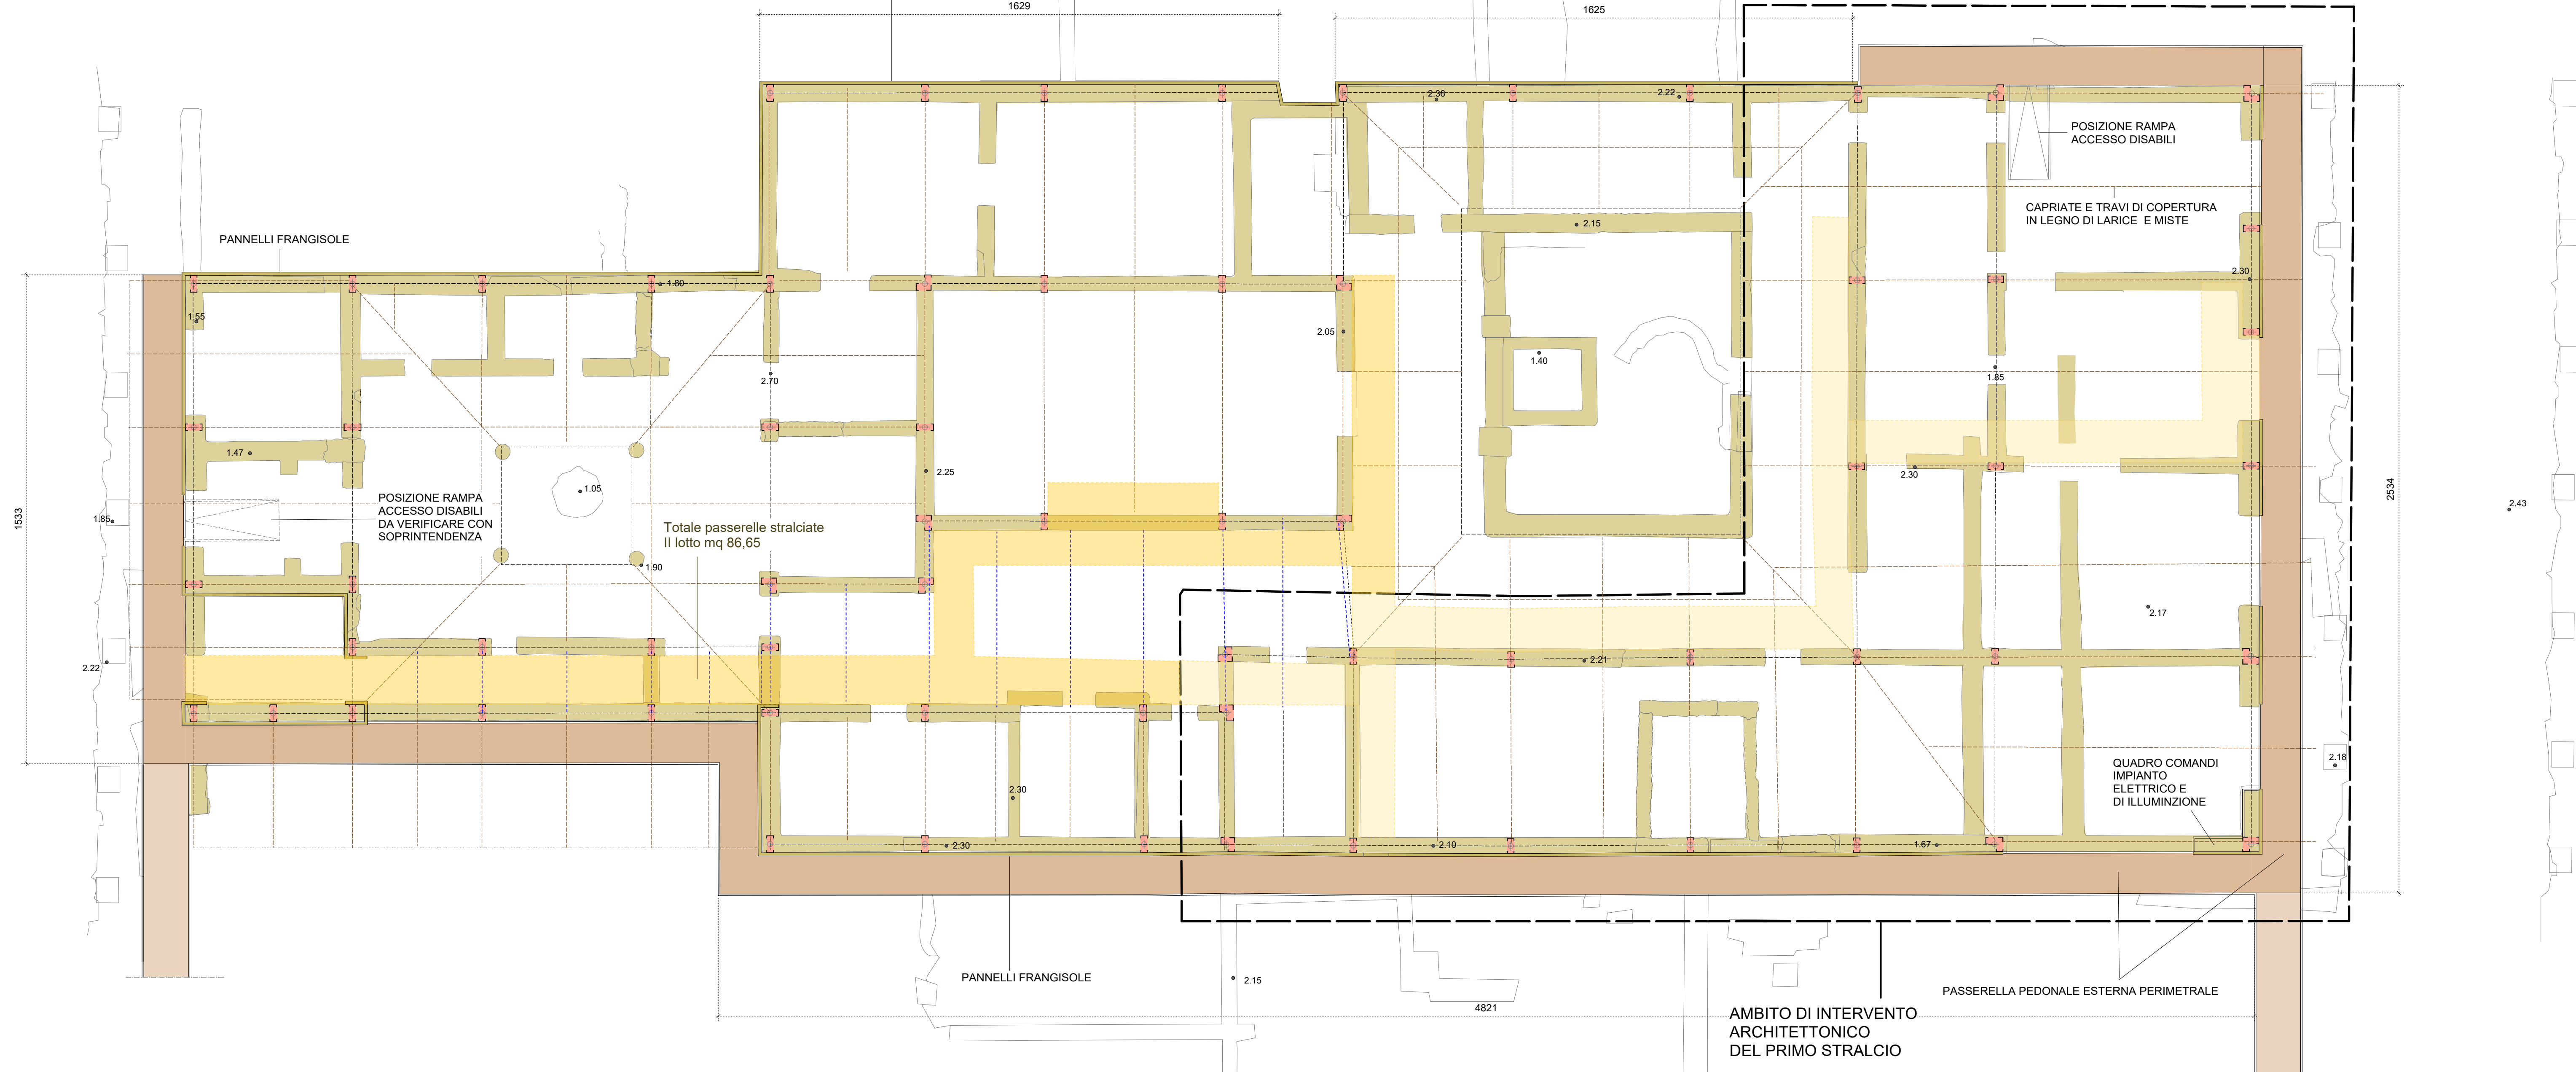 1629
1625
2.36
2.22
POSIZIONE RAMPA
ACCESSO DISABILI
CAPRIATE E TRAVI DI COPERTURA
IN LEGNO DI LARICE E MISTE
2.15
PANNELLI FRANGISOLE
1.80
2.30
1.55
2.05
1.40
2.70
1.85
1.47
2.25
2.30
1.05
POSIZIONE RAMPA
ACCESSO DISABILI
DA VERIFICARE CON
SOPRINTENDENZA
1533
1.85
2534
2.43
Totale passerelle stralciate
II lotto mq 86,65
1.90
2.17
2.22
2.21
2.18
QUADRO COMANDI
IMPIANTO
ELETTRICO E
DI ILLUMINZIONE
2.30
2.30
2.10
1.67
PANNELLI FRANGISOLE
2.15
PASSERELLA PEDONALE ESTERNA PERIMETRALE
4821
AMBITO DI INTERVENTO
ARCHITETTONICO
DEL PRIMO STRALCIO